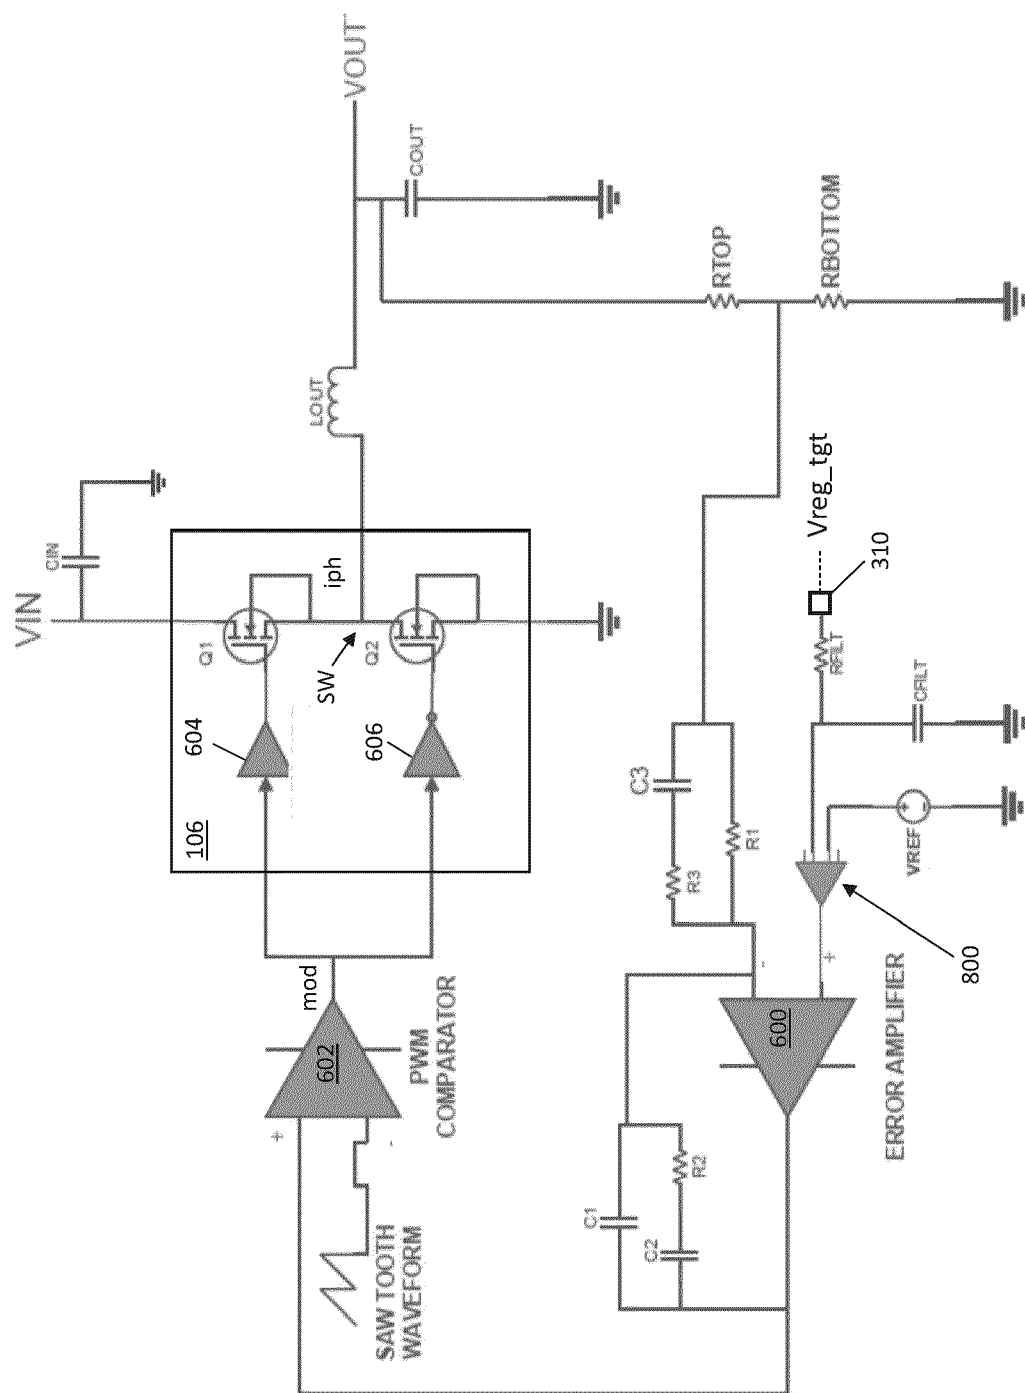 VIN
CIN
106
604
Q1
iph
SW
Q2
606
LOUT
VOUT
COUT
mod
602
PWM
COMPARATOR
+
-
SAW TOOTH
WAVEFORM
RTOP
RBOTTOM
C3
R3
R1
C1
C2
R2
-
+
600
ERROR AMPLIFIER
800
VREF
+
-
CFILT
RFILT
310
Vreg_tgt